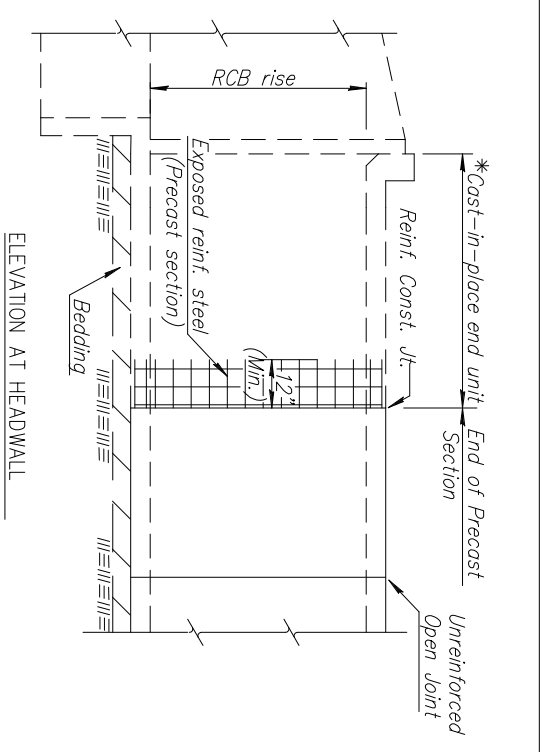 *Cast-in-place end unit
End of Precast
Section
Reinf. Const. Jt.
Unreinforced
Open Joint
RCB rise
Exposed reinf. steel
(Precast section)
12"
(Min.)
Bedding
ELEVATION AT HEADWALL